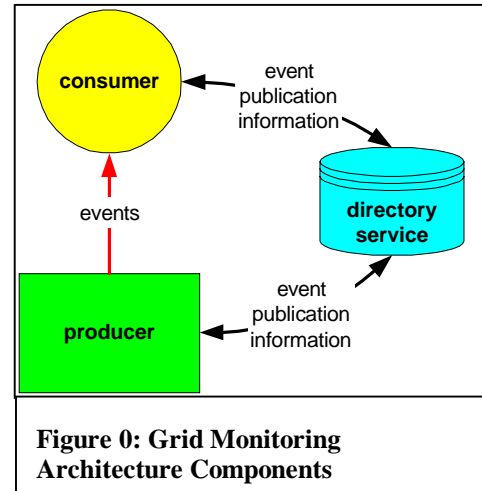 consumer
event
publication
information
directory
service
events
event
publication
information
producer
Figure 0: Grid Monitoring
Architecture Components